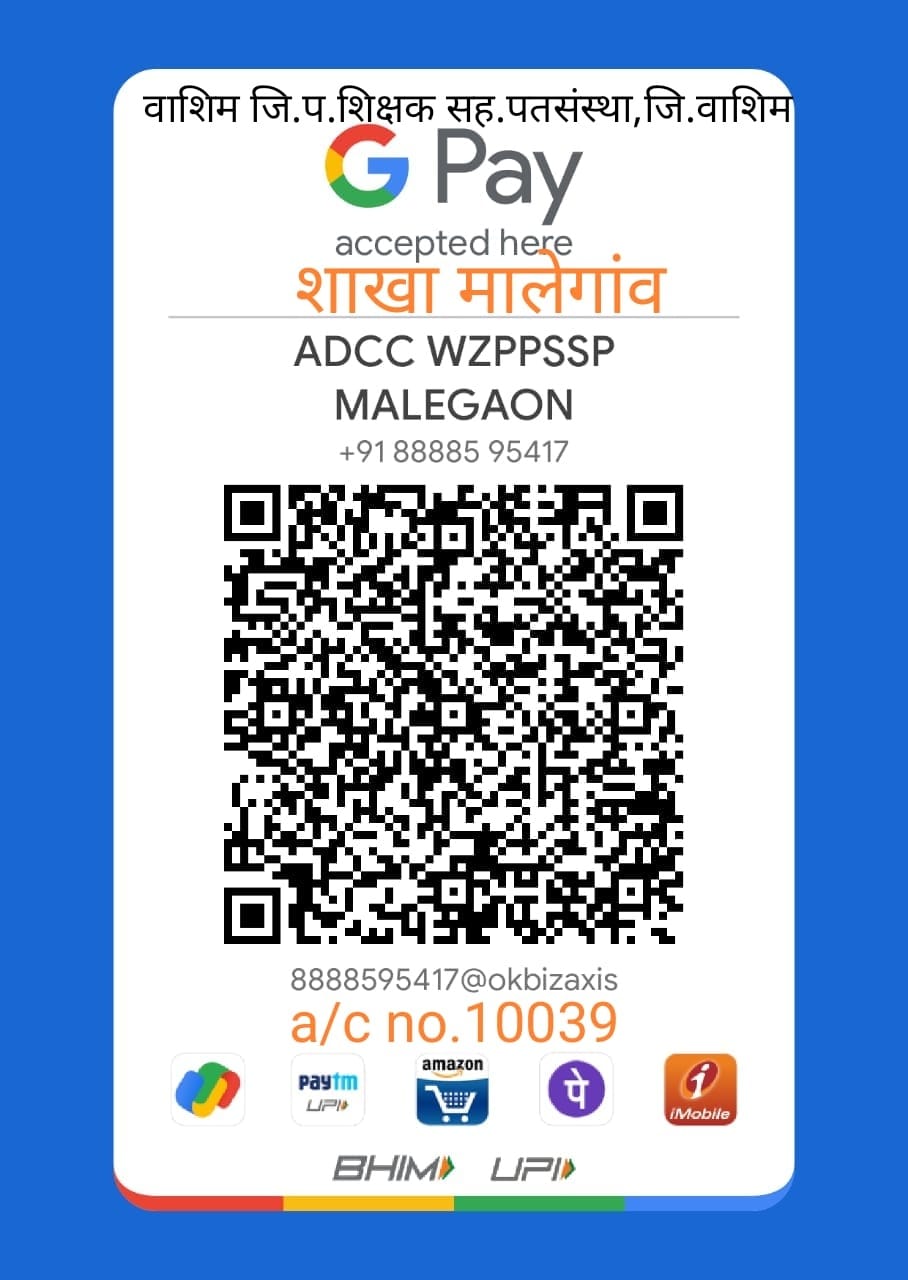 वाशिम जि.प.शिक्षक सह.पतसंस्था,जि.वाशिम
G Pay
accepted here
शाखा मालेगांव
ADCC WZPPSSP
MALEGAON
+91 88885 95417
8888595417@okbizaxis
a/c no.10039
paytm UPI amazon पे i iMobile
BHIM UPI